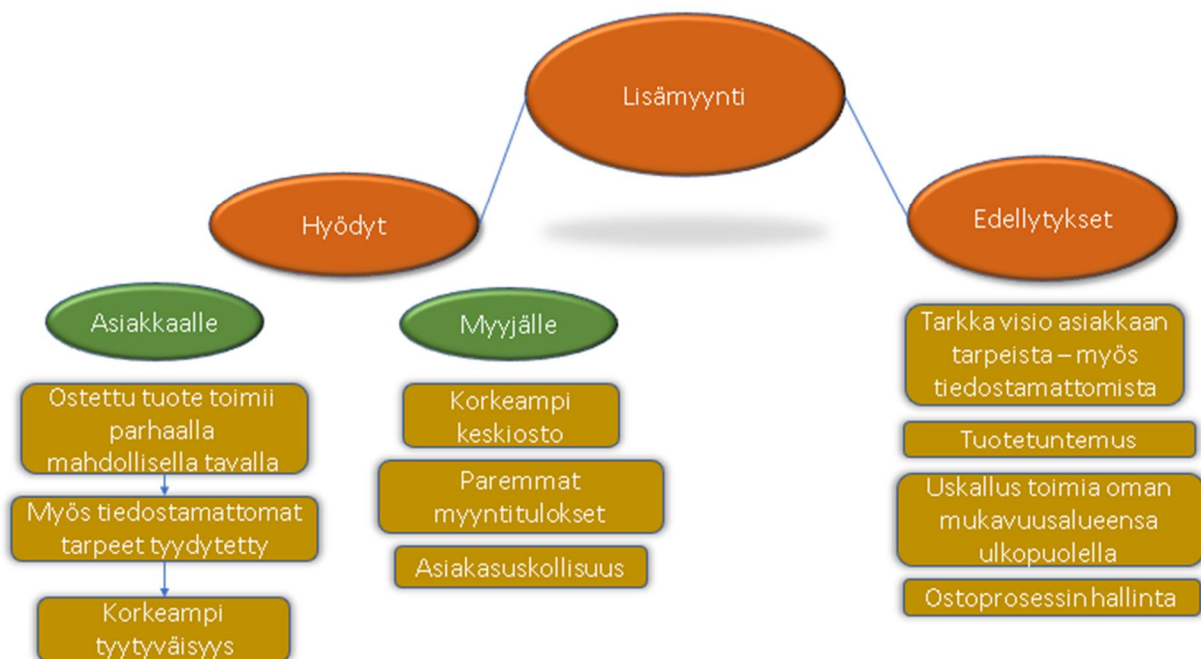 Lisämyynti
Hyödyt
Edellytykset
Asiakkaalle
Ostettu tuote toimii
parhaalla
mahdollisella tavalla
Myös tiedostamattomat
tarpeet tyydytetty
Korkeampi
tyytyväisyys
Myyjälle
Korkeampi
keskiosto
Paremmat
myyntitulokset
Asiakasuskollisuus
Tarkka visio asiakkaan
tarpeista – myös
tiedostamattomista
Tuotetuntemus
Uskallus toimia oman
mukavuusalueensa
ulkopuolella
Ostoprosessin hallinta